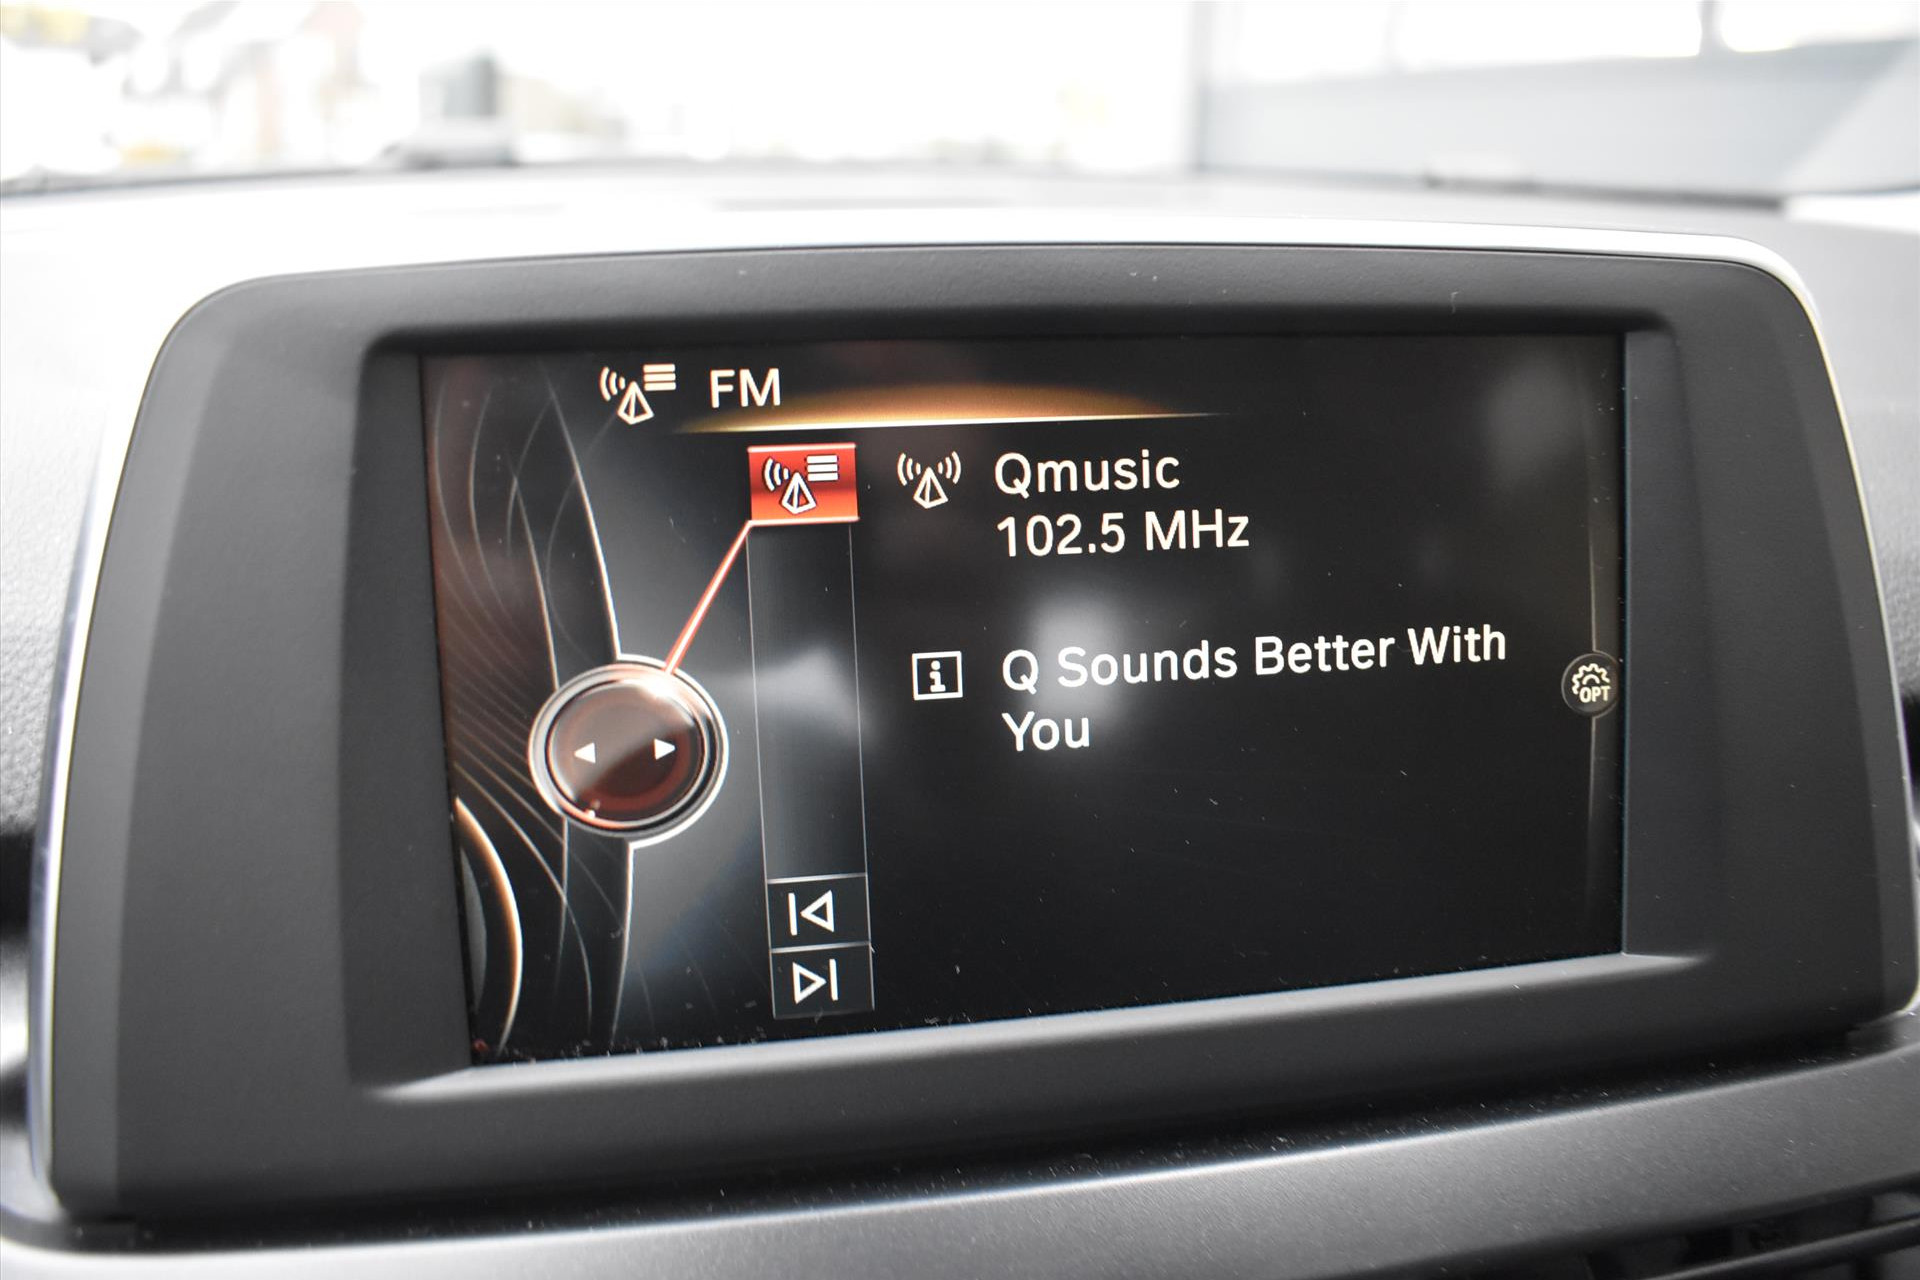 FM
Qmusic
102.5 MHz
Q Sounds Better With
You
OPT